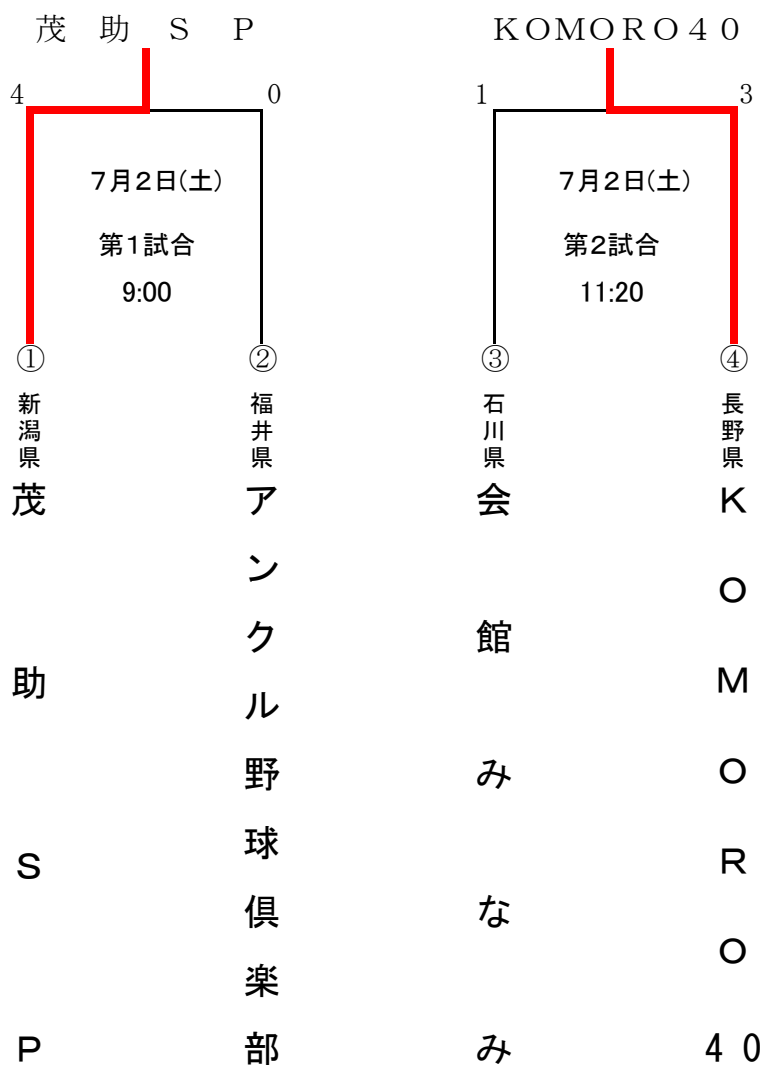 茂助ＳＰ
ＫＯＭＯＲＯ４０
4
0
1
3
７月２日(土)
７月２日(土)
第１試合
第２試合
9:00
11:20
①
②
③
④
新潟県
福井県
石川県
長野県
茂助ＳＰ
アンクル野球倶楽部
会館みなみ
ＫＯＭＯＲＯ４０